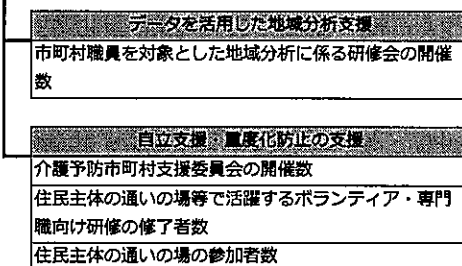 データを活用した地域分析支援
市町村職員を対象とした地域分析に係る研修会の開催
数
自立支援・重度化防止の支援
介護予防市町村支援委員会の開催数
住民主体の通いの場等で活躍するボランティア・専門
職向け研修の修了者数
住民主体の通いの場の参加者数